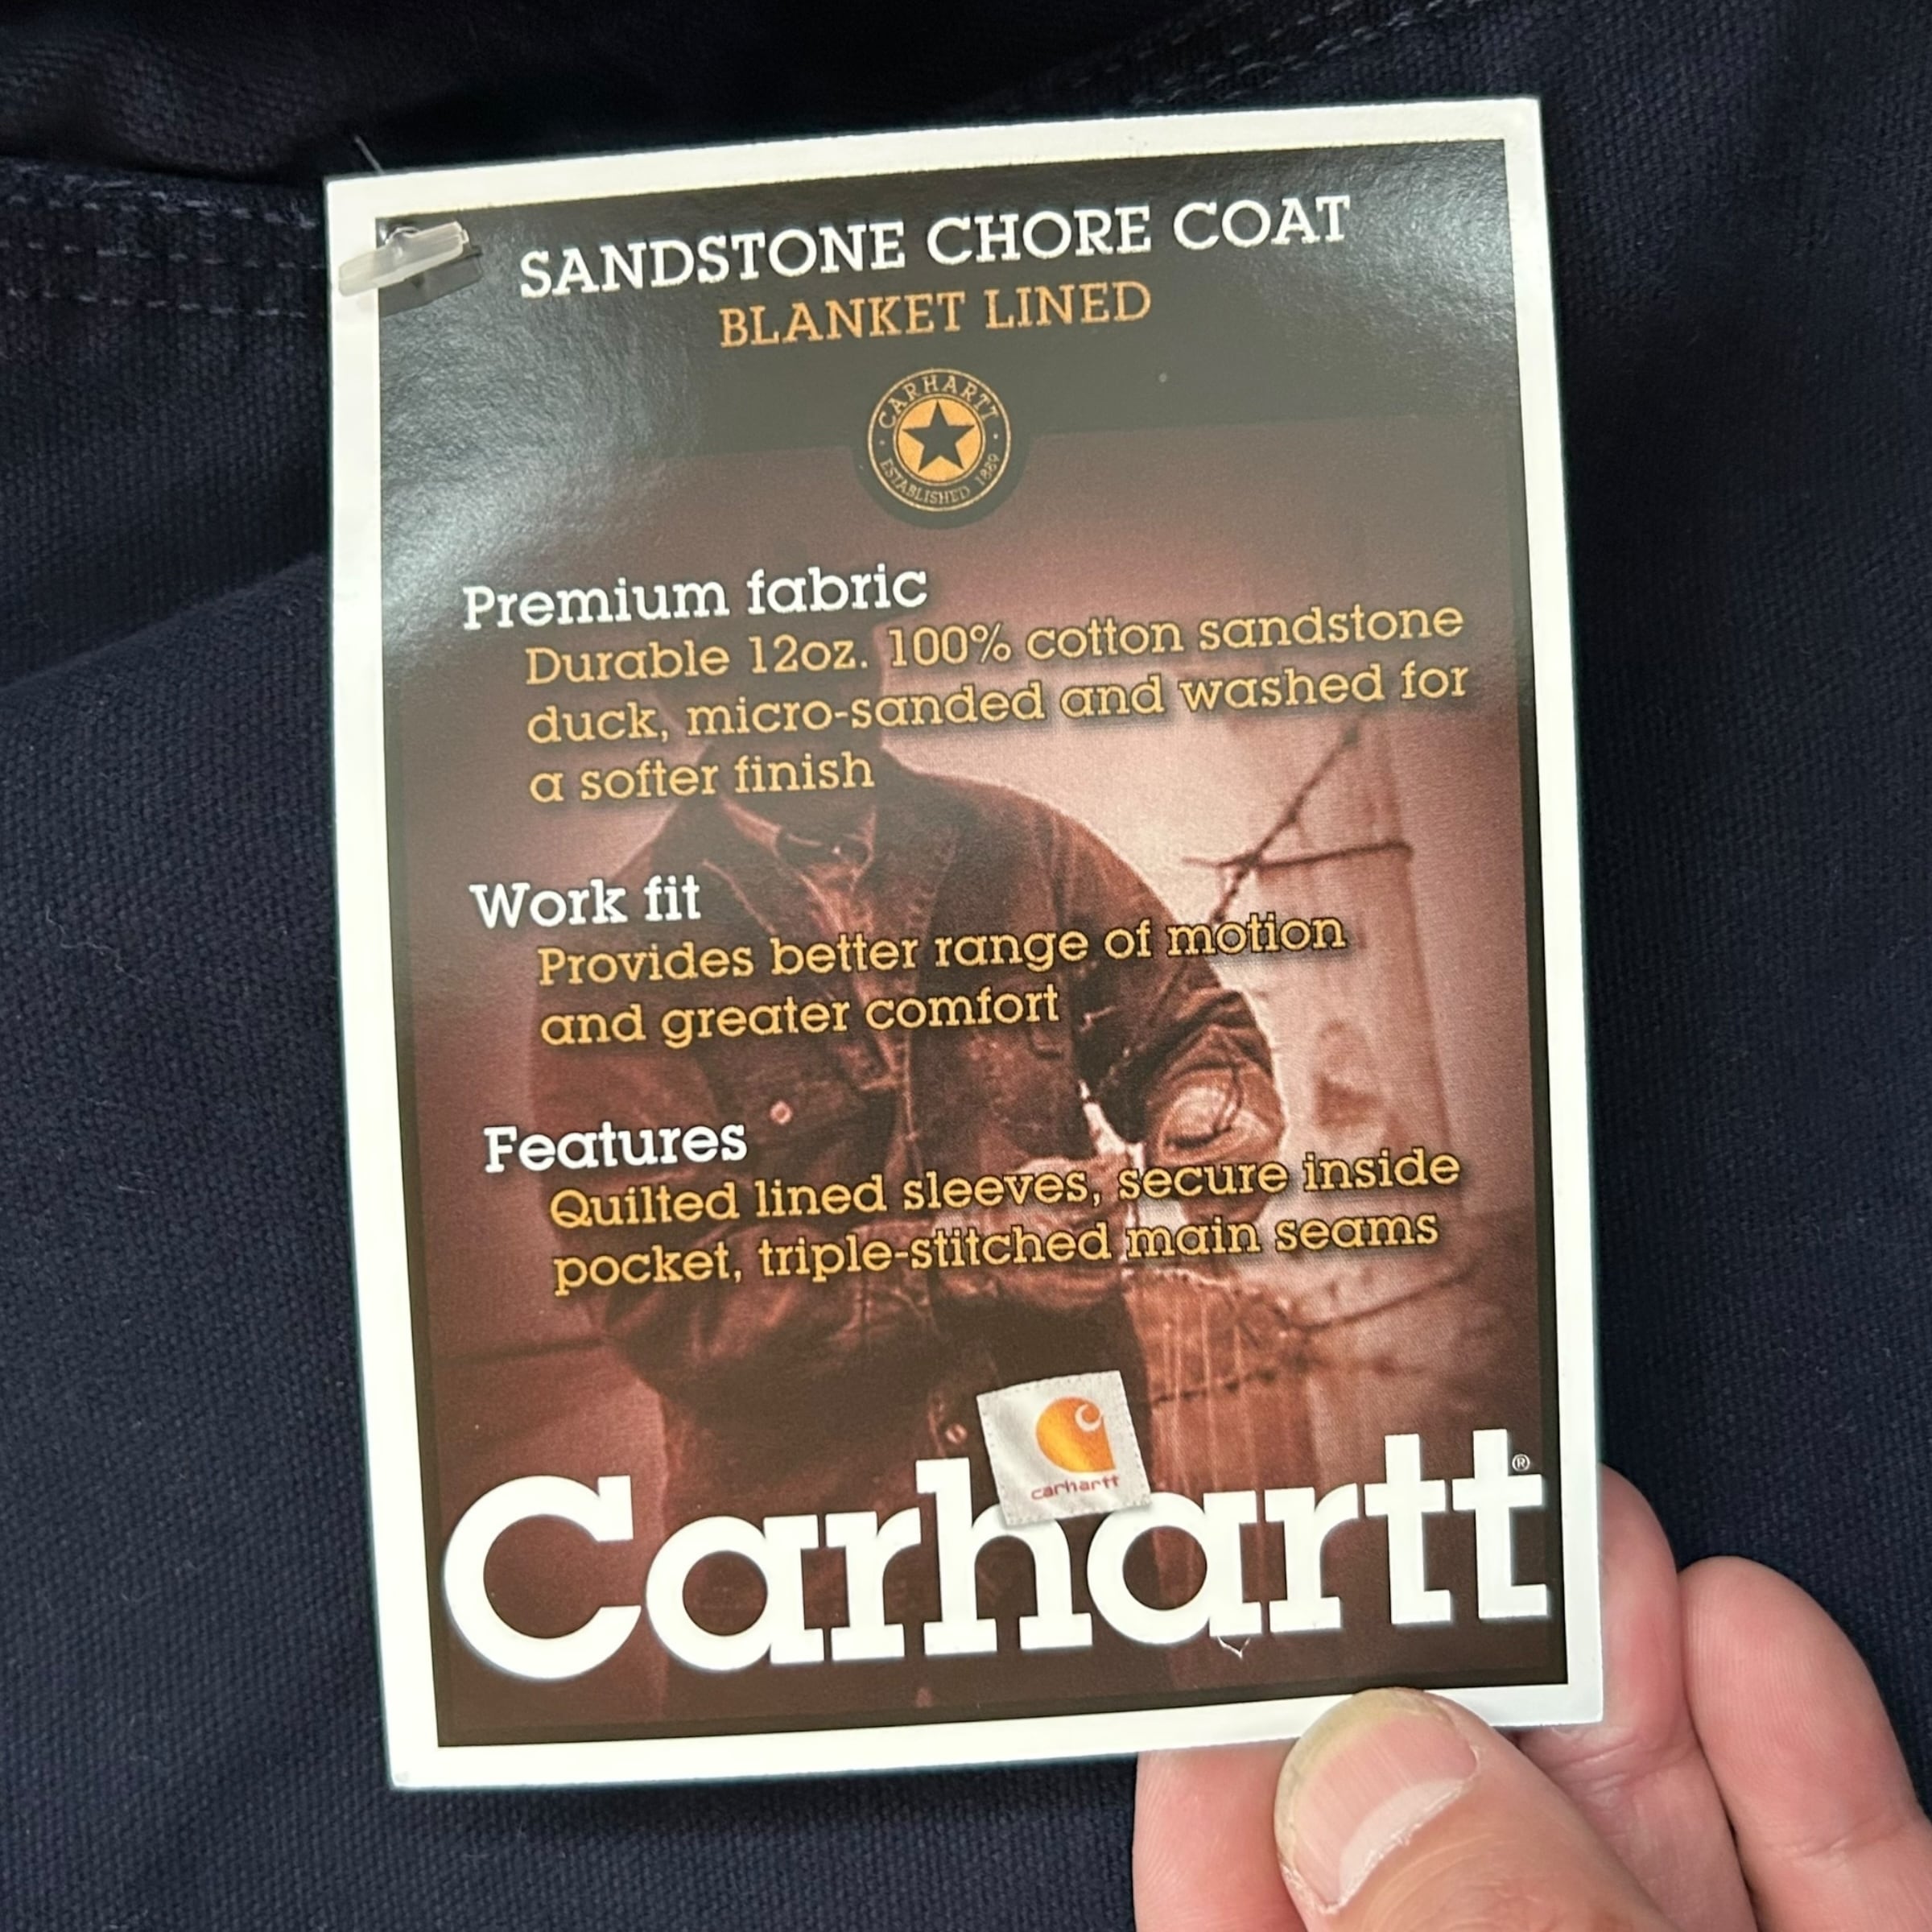 SANDSTONE CHORE COAT
BLANKET LINED
CARHARTT
ESTABLISHED 1889
Premium fabric
Durable 12oz. 100% cotton sandstone
duck, micro-sanded and washed for
a softer finish
Work fit
Provides better range of motion
and greater comfort
Features
Quilted lined sleeves, secure inside
pocket, triple-stitched main seams
carhartt
Carhartt®